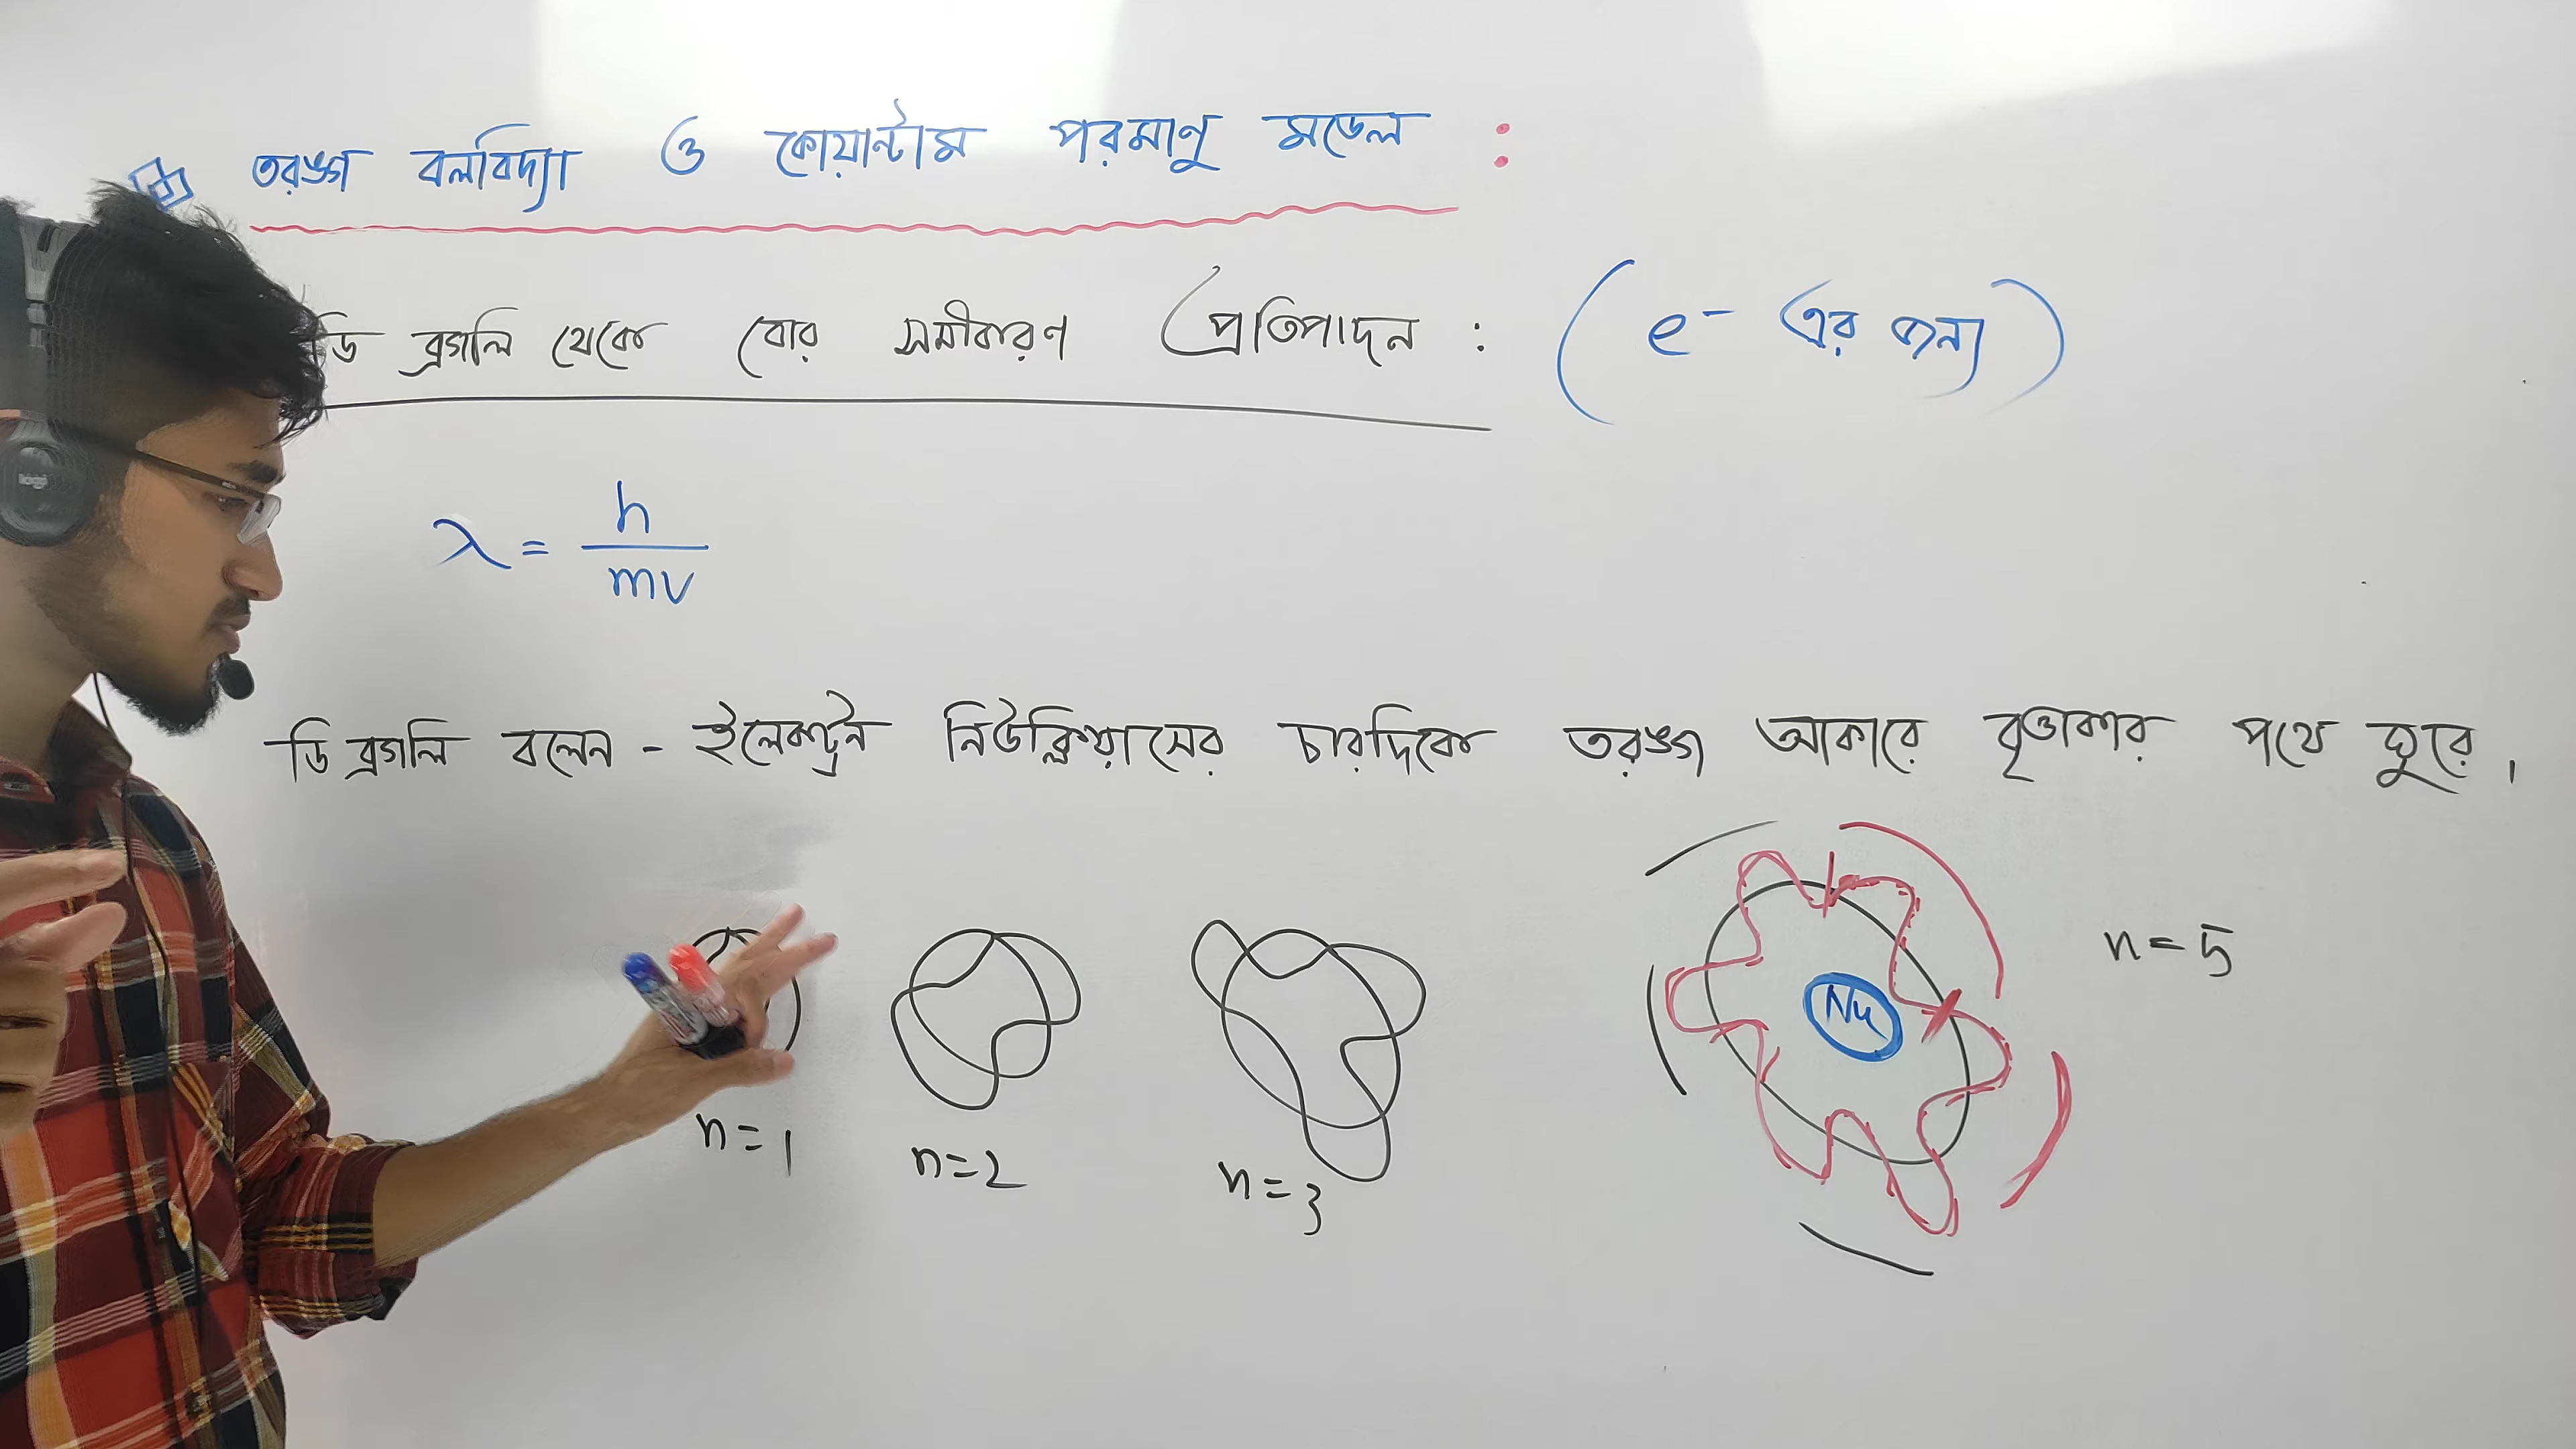 তরঙ্গ বলবিদ্যা ও কোয়ান্টাম পরমাণু মডেল :
ডি ব্রগলি থেকে বোর সমীকরণ প্রতিপাদন : (e⁻ এর জন্য)
λ = h / mv
ডি ব্রগলি বলেন - ইলেকট্রন নিউক্লিয়াসের চারদিকে তরঙ্গ আকারে বৃত্তাকার পথে ঘুরে।
Nu
n = 5
n = 1
n = 2
n = 3
logi